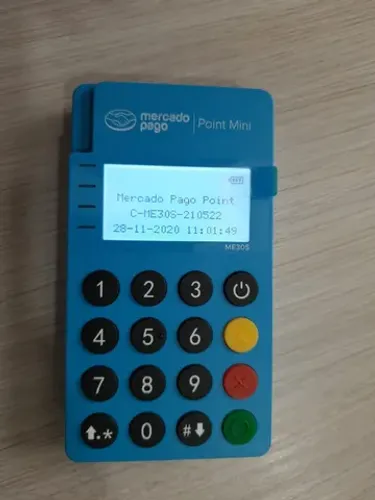 mercado
pago
Point Mini
Mercado Pago Point
C-ME30S-210522
28-11-2020 11:01:49
ME30S
1 2 3
4 5 6
7 8 9
.* 0 #